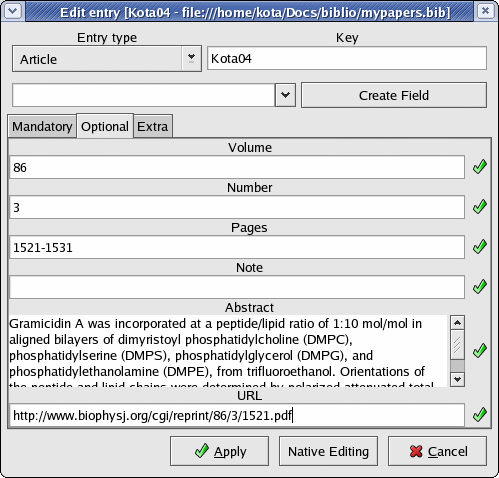 Edit entry [Kota04 - file:///home/kota/Docs/biblio/mypapers.bib]
Entry type Key
Article Kota04
Create Field
Mandatory Optional Extra
Volume
86
Number
3
Pages
1521-1531
Note
Abstract
Gramicidin A was incorporated at a peptide/lipid ratio of 1:10 mol/mol in
aligned bilayers of dimyristoyl phosphatidylcholine (DMPC),
phosphatidylserine (DMPS), phosphatidylglycerol (DMPG), and
phosphatidylethanolamine (DMPE), from trifluoroethanol. Orientations of
the peptide and lipid chains were determined by polarized attenuated total
URL
http://www.biophysj.org/cgi/reprint/86/3/1521.pdf
Apply Native Editing Cancel